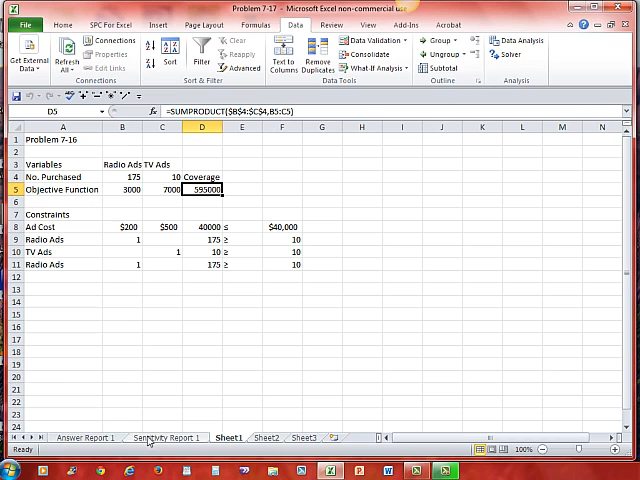 Problem 7-17 - Microsoft Excel non-commercial use
File Home SPC For Excel Insert Page Layout Formulas Data Review View Add-Ins Acrobat
Get External Data
Refresh All
Connections
Properties
Edit Links
Connections
Sort
Filter
Clear
Reapply
Advanced
Sort & Filter
Text to Columns
Remove Duplicates
Data Validation
Consolidate
What-If Analysis
Data Tools
Group
Ungroup
Subtotal
Outline
Data Analysis
Solver
Analysis
D5 fx =SUMPRODUCT($B$4:$C$4,B5:C5)
A B C D E F G H I J K L M N
1 Problem 7-16
2
3 Variables Radio Ads TV Ads
4 No. Purchased 175 10 Coverage
5 Objective Function 3000 7000 595000
6
7 Constraints
8 Ad Cost $200 $500 40000 ≤ $40,000
9 Radio Ads 1 175 ≥ 10
10 TV Ads 1 10 ≥ 10
11 Radio Ads 1 175 ≥ 10
12
13
14
15
16
17
18
19
20
21
22
23
24
Answer Report 1 Sensitivity Report 1 Sheet1 Sheet2 Sheet3
Ready 100%